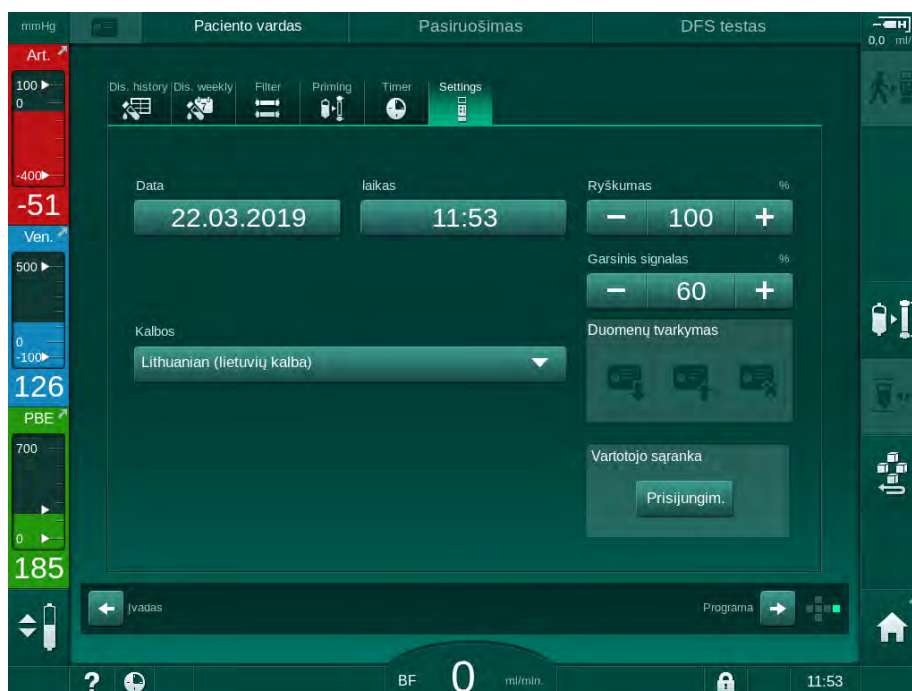 mmHg
Paciento vardas
Pasiruošimas
DFS testas
0,0 ml/
Art.
100
0
-400
-51
Ven.
500
0
-100
126
PBE
700
0
185
Dis. history
Dis. weekly
Filter
Priming
Timer
Settings
7
Data
laikas
Ryškumas %
22.03.2019
11:53
− 100 +
Garsinis signalas %
− 60 +
Kalbos
Lithuanian (lietuvių kalba)
Duomenų tvarkymas
Vartotojo sąranka
Prisijungim.
Įvadas
Programa
? BF 0 ml/min. 11:53